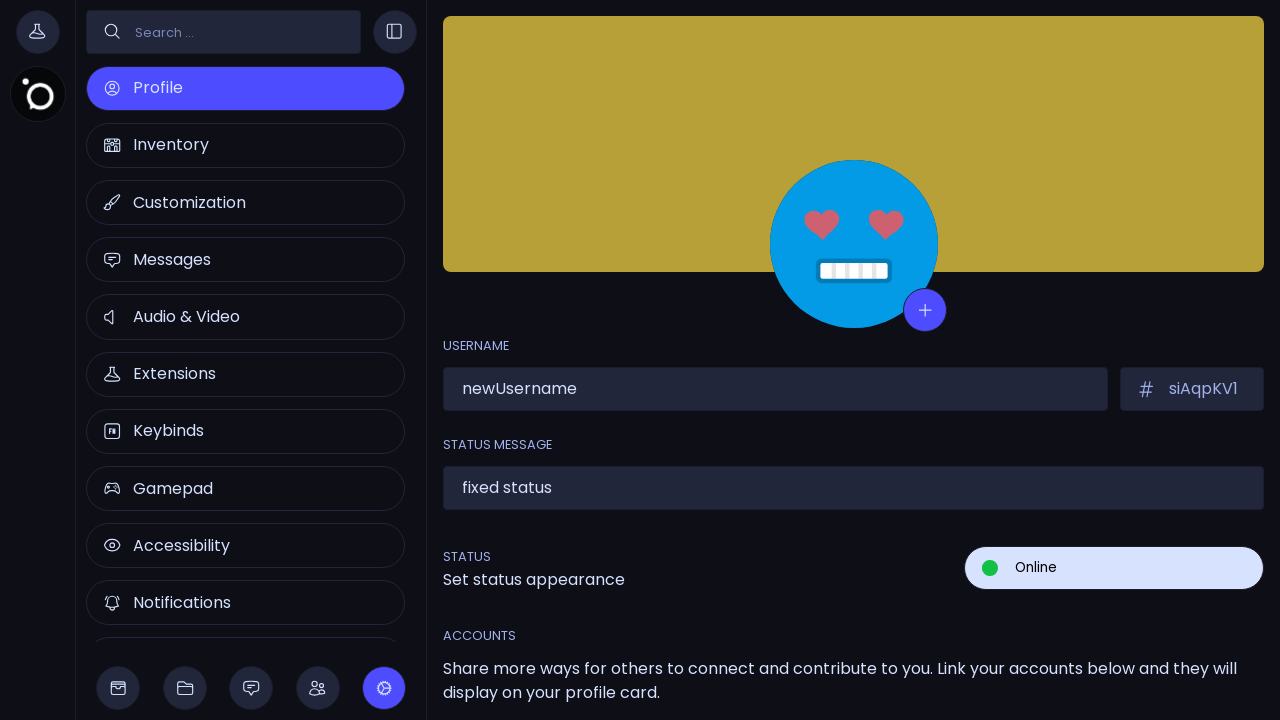 Search ...
Profile
Inventory
Customization
Messages
Audio & Video
Extensions
Keybinds
Gamepad
Accessibility
Notifications
USERNAME
newUsername
# siAqpKV1
STATUS MESSAGE
fixed status
STATUS
Set status appearance
Online
ACCOUNTS
Share more ways for others to connect and contribute to you. Link your accounts below and they will
display on your profile card.